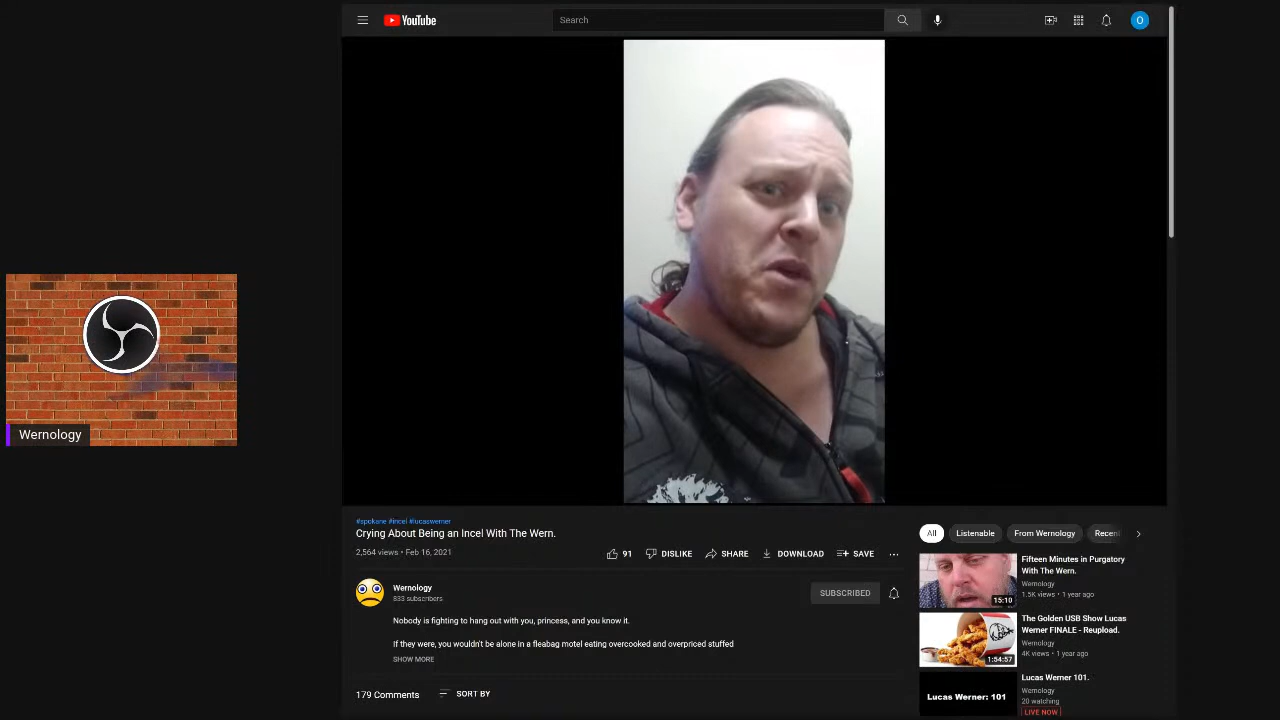 YouTube
Search
O
Wernology
#spokane #incel #lucaswerner
Crying About Being an Incel With The Wern.
2,564 views • Feb 16, 2021
91
DISLIKE
SHARE
DOWNLOAD
SAVE
Wernology
833 subscribers
SUBSCRIBED
Nobody is fighting to hang out with you, princess, and you know it.
If they were, you wouldn't be alone in a fleabag motel eating overcooked and overpriced stuffed
SHOW MORE
179 Comments
SORT BY
All
Listenable
From Wernology
Recen
15:10
Fifteen Minutes in Purgatory
With The Wern.
Wernology
1.5K views • 1 year ago
1:54:57
The Golden USB Show Lucas
Werner FINALE - Reupload.
Wernology
4K views • 1 year ago
Lucas Werner: 101
Lucas Werner 101.
Wernology
20 watching
LIVE NOW